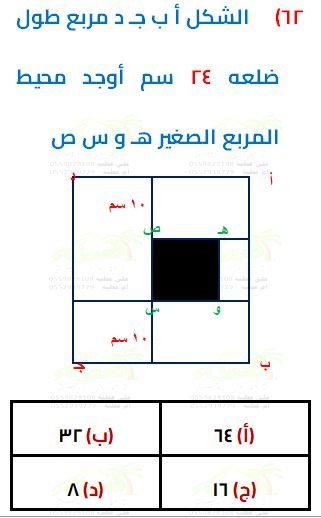 ٦٢) الشكل أ ب جـ د مربع طول
ضلعه ٢٤ سم أوجد محيط
المربع الصغير هـ و س ص
أ
١٠ سم
ص هـ
س و
١٠ سم
جـ ب
(أ) ٦٤ (ب) ٣٢
(ج) ١٦ (د) ٨